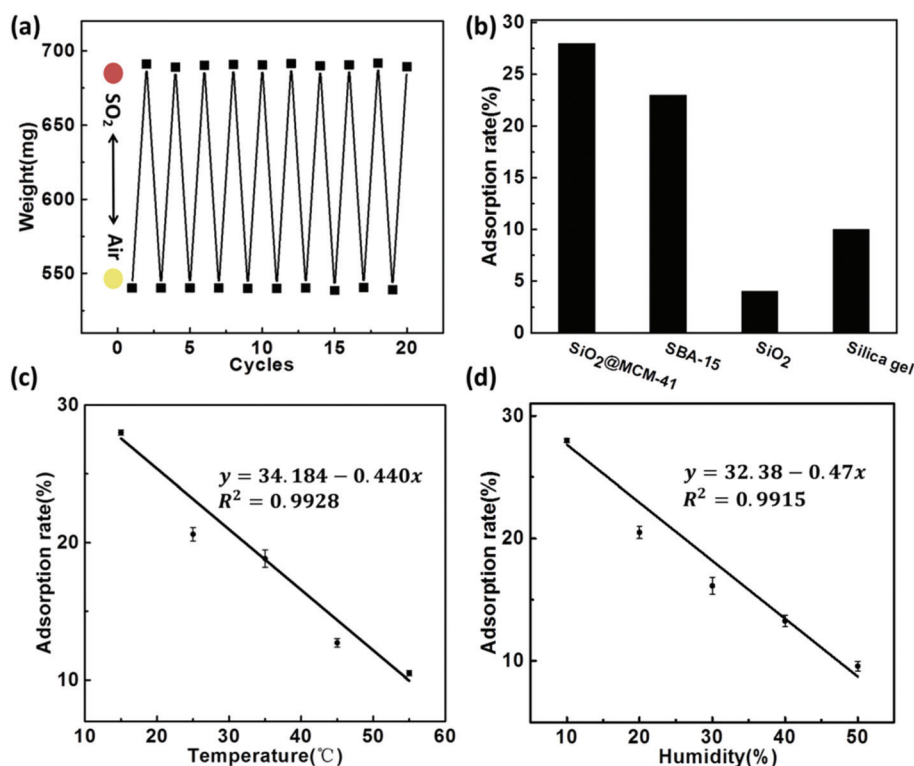 (a)
700
650
600
550
Weight(mg)
SO2
Air
0
5
10
15
20
Cycles
(b)
30
25
20
15
10
5
0
Adsorption rate(%)
SiO2@MCM-41
SBA-15
SiO2
Silica gel
(c)
30
20
10
Adsorption rate(%)
y = 34.184−0.440x
R² = 0.9928
10
20
30
40
50
60
Temperature(℃)
(d)
30
20
10
Adsorption rate(%)
y = 32.38−0.47x
R² = 0.9915
10
20
30
40
50
Humidity(%)